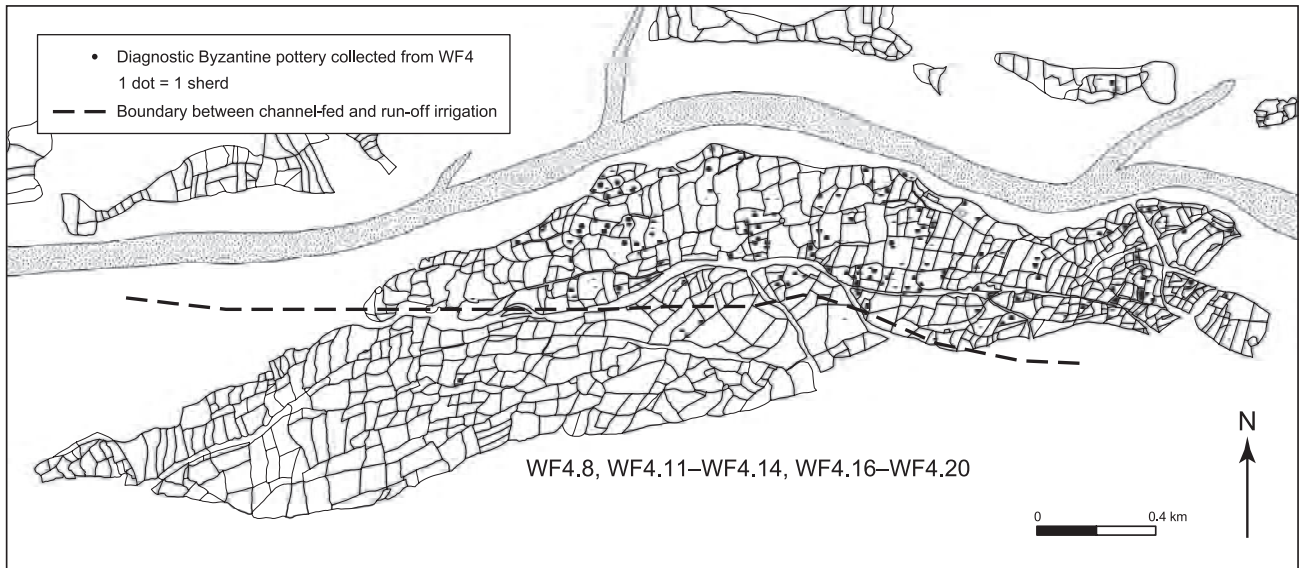 Diagnostic Byzantine pottery collected from WF4
1 dot = 1 sherd
Boundary between channel-fed and run-off irrigation
WF4.8, WF4.11–WF4.14, WF4.16–WF4.20
N
0 0.4 km